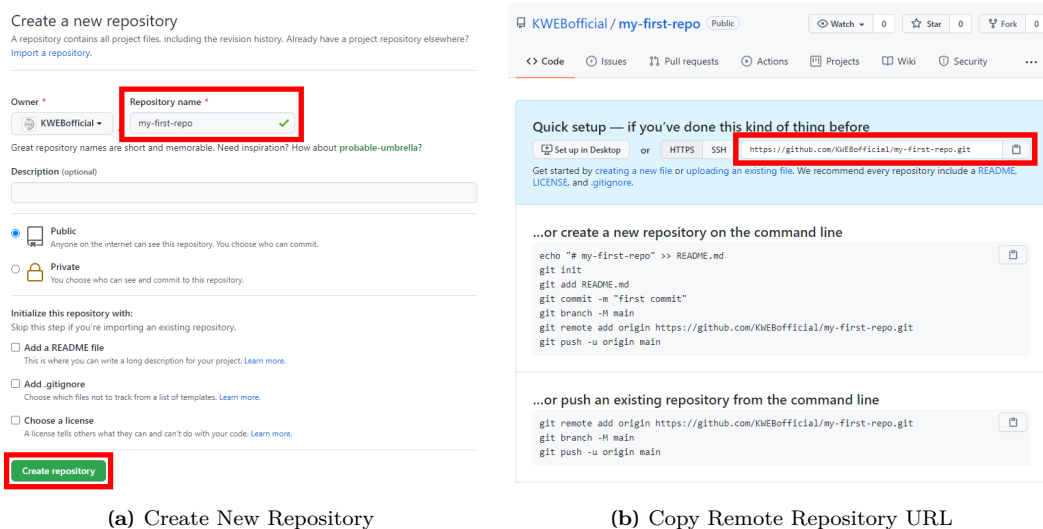 Create a new repository
A repository contains all project files, including the revision history. Already have a project repository elsewhere?
Import a repository.
Owner *
Repository name *
KWEBofficial
/
my-first-repo
Great repository names are short and memorable. Need inspiration? How about probable-umbrella?
Description (optional)
Public
Anyone on the internet can see this repository. You choose who can commit.
Private
You choose who can see and commit to this repository.
Initialize this repository with:
Skip this step if you're importing an existing repository.
Add a README file
This is where you can write a long description for your project. Learn more.
Add .gitignore
Choose which files not to track from a list of templates. Learn more.
Choose a license
A license tells others what they can and can't do with your code. Learn more.
Create repository
(a) Create New Repository
KWEBofficial / my-first-repo Public
Watch 0 Star 0 Fork 0
<> Code Issues Pull requests Actions Projects Wiki Security ...
Quick setup — if you've done this kind of thing before
Set up in Desktop or HTTPS SSH https://github.com/KWEBofficial/my-first-repo.git
Get started by creating a new file or uploading an existing file. We recommend every repository include a README,
LICENSE, and .gitignore.
...or create a new repository on the command line
echo "# my-first-repo" >> README.md
git init
git add README.md
git commit -m "first commit"
git branch -M main
git remote add origin https://github.com/KWEBofficial/my-first-repo.git
git push -u origin main
...or push an existing repository from the command line
git remote add origin https://github.com/KWEBofficial/my-first-repo.git
git branch -M main
git push -u origin main
(b) Copy Remote Repository URL